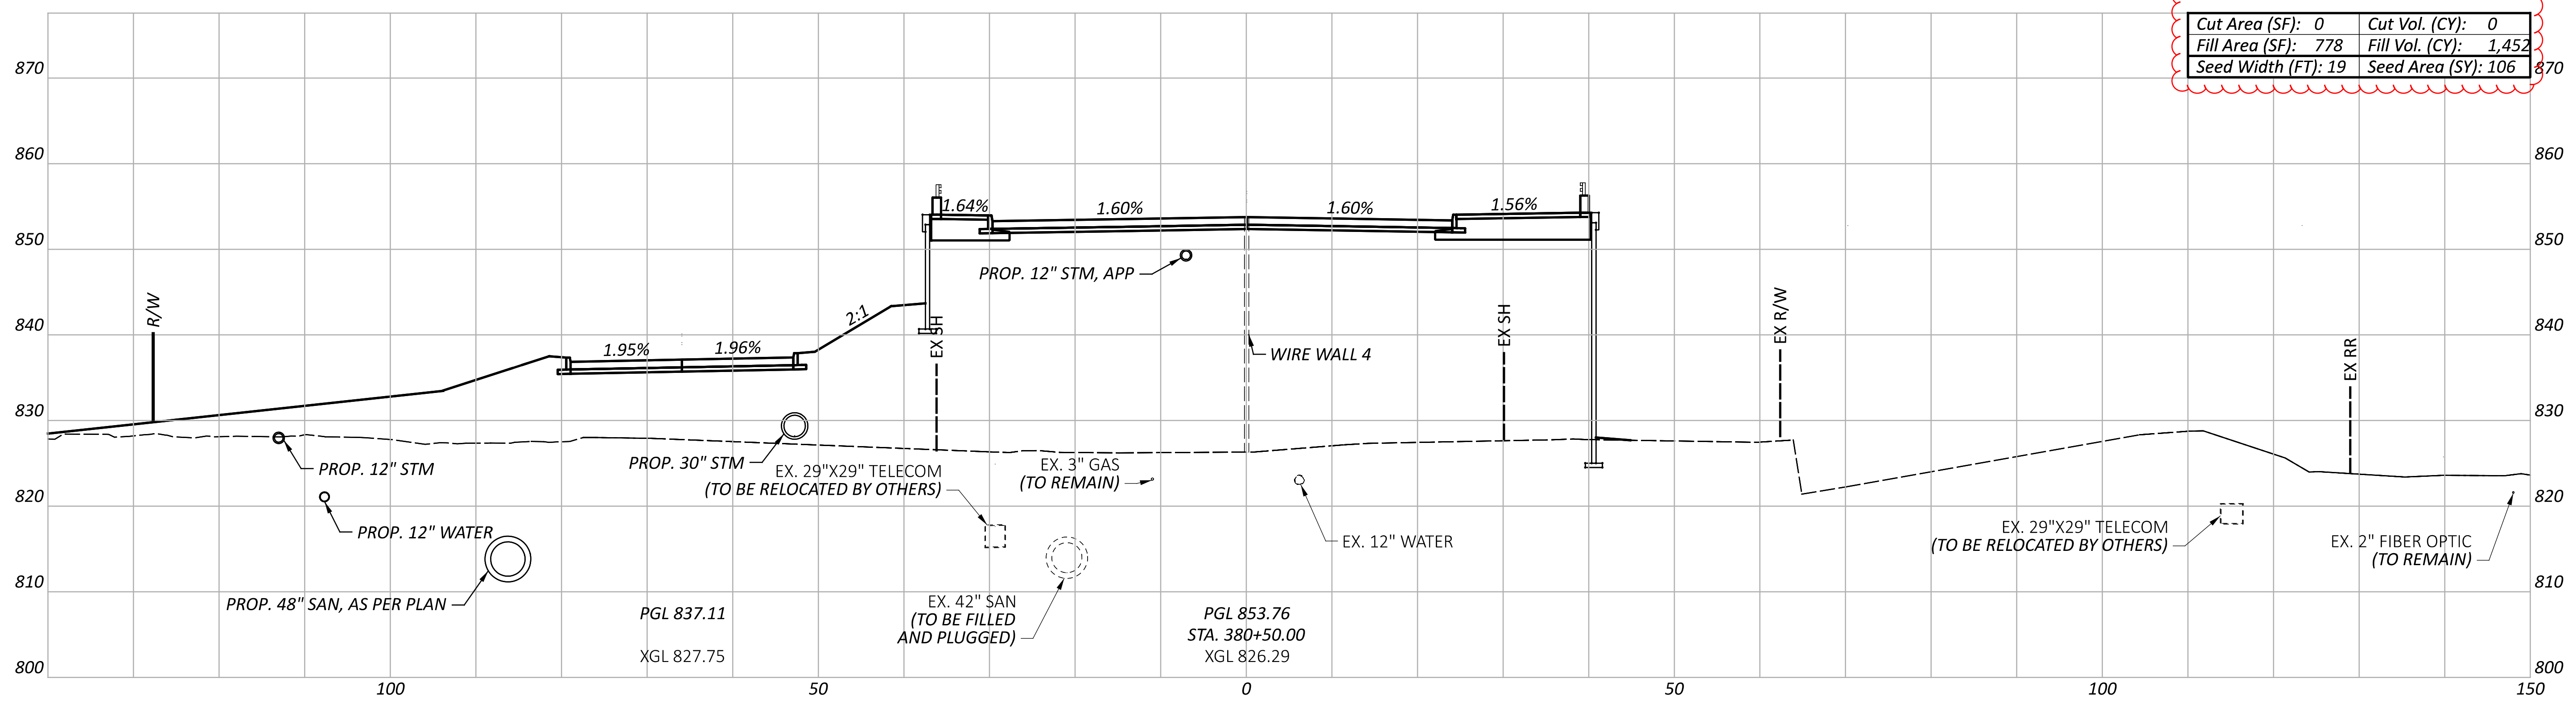 Cut Area (SF): 0 Cut Vol. (CY): 0
Fill Area (SF): 778 Fill Vol. (CY): 1,452
Seed Width (FT): 19 Seed Area (SY): 106
870 870
860 860
850 850
840 840
830 830
820 820
810 810
800 800
R/W
1.95%
1.96%
2:1
EX SH
1.64%
1.60%
1.60%
1.56%
PROP. 12" STM, APP
WIRE WALL 4
EX SH
EX R/W
EX RR
PROP. 12" STM
PROP. 12" WATER
PROP. 48" SAN, AS PER PLAN
PROP. 30" STM
EX. 29"X29" TELECOM
(TO BE RELOCATED BY OTHERS)
EX. 3" GAS
(TO REMAIN)
EX. 12" WATER
EX. 42" SAN
(TO BE FILLED
AND PLUGGED)
EX. 29"X29" TELECOM
(TO BE RELOCATED BY OTHERS)
EX. 2" FIBER OPTIC
(TO REMAIN)
PGL 837.11
XGL 827.75
PGL 853.76
STA. 380+50.00
XGL 826.29
100 50 0 50 100 150